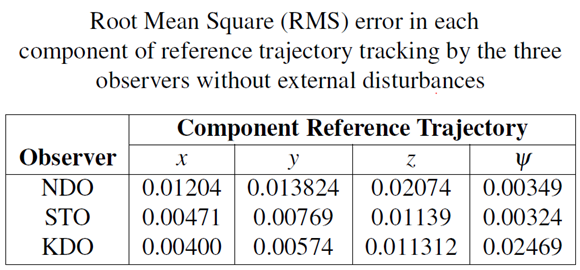 Root Mean Square (RMS) error in each
component of reference trajectory tracking by the three
observers without external disturbances
Component Reference Trajectory
Observer x y z ψ
NDO 0.01204 0.013824 0.02074 0.00349
STO 0.00471 0.00769 0.01139 0.00324
KDO 0.00400 0.00574 0.011312 0.02469